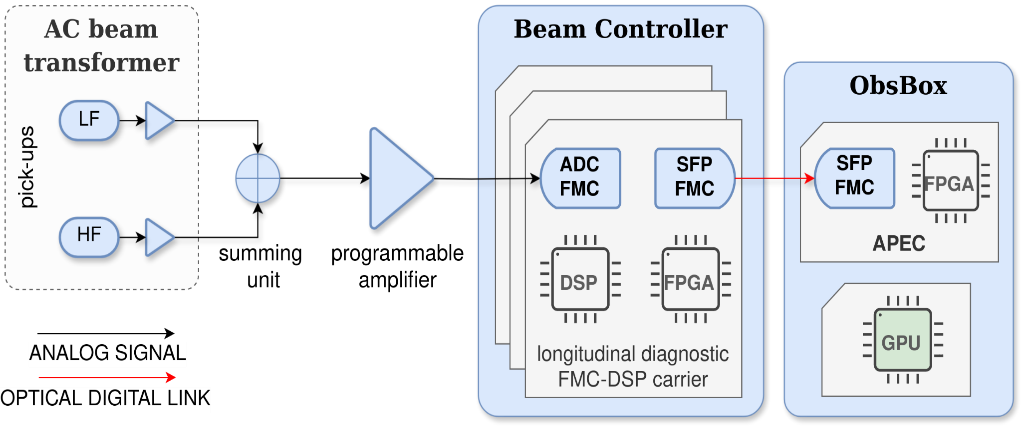 AC beam
transformer
pick-ups
LF
HF
summing
unit
programmable
amplifier
ANALOG SIGNAL
OPTICAL DIGITAL LINK
Beam Controller
ADC
FMC
SFP
FMC
DSP
FPGA
longitudinal diagnostic
FMC-DSP carrier
ObsBox
SFP
FMC
FPGA
APEC
GPU